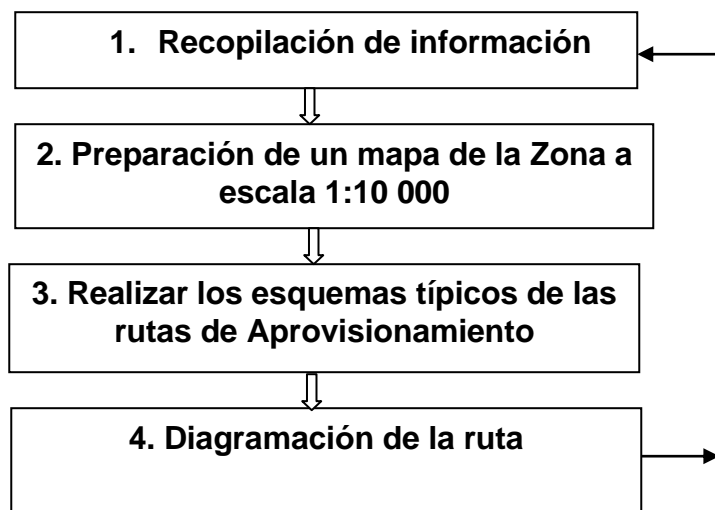 1. Recopilación de información
2. Preparación de un mapa de la Zona a
escala 1:10 000
3. Realizar los esquemas típicos de las
rutas de Aprovisionamiento
4. Diagramación de la ruta